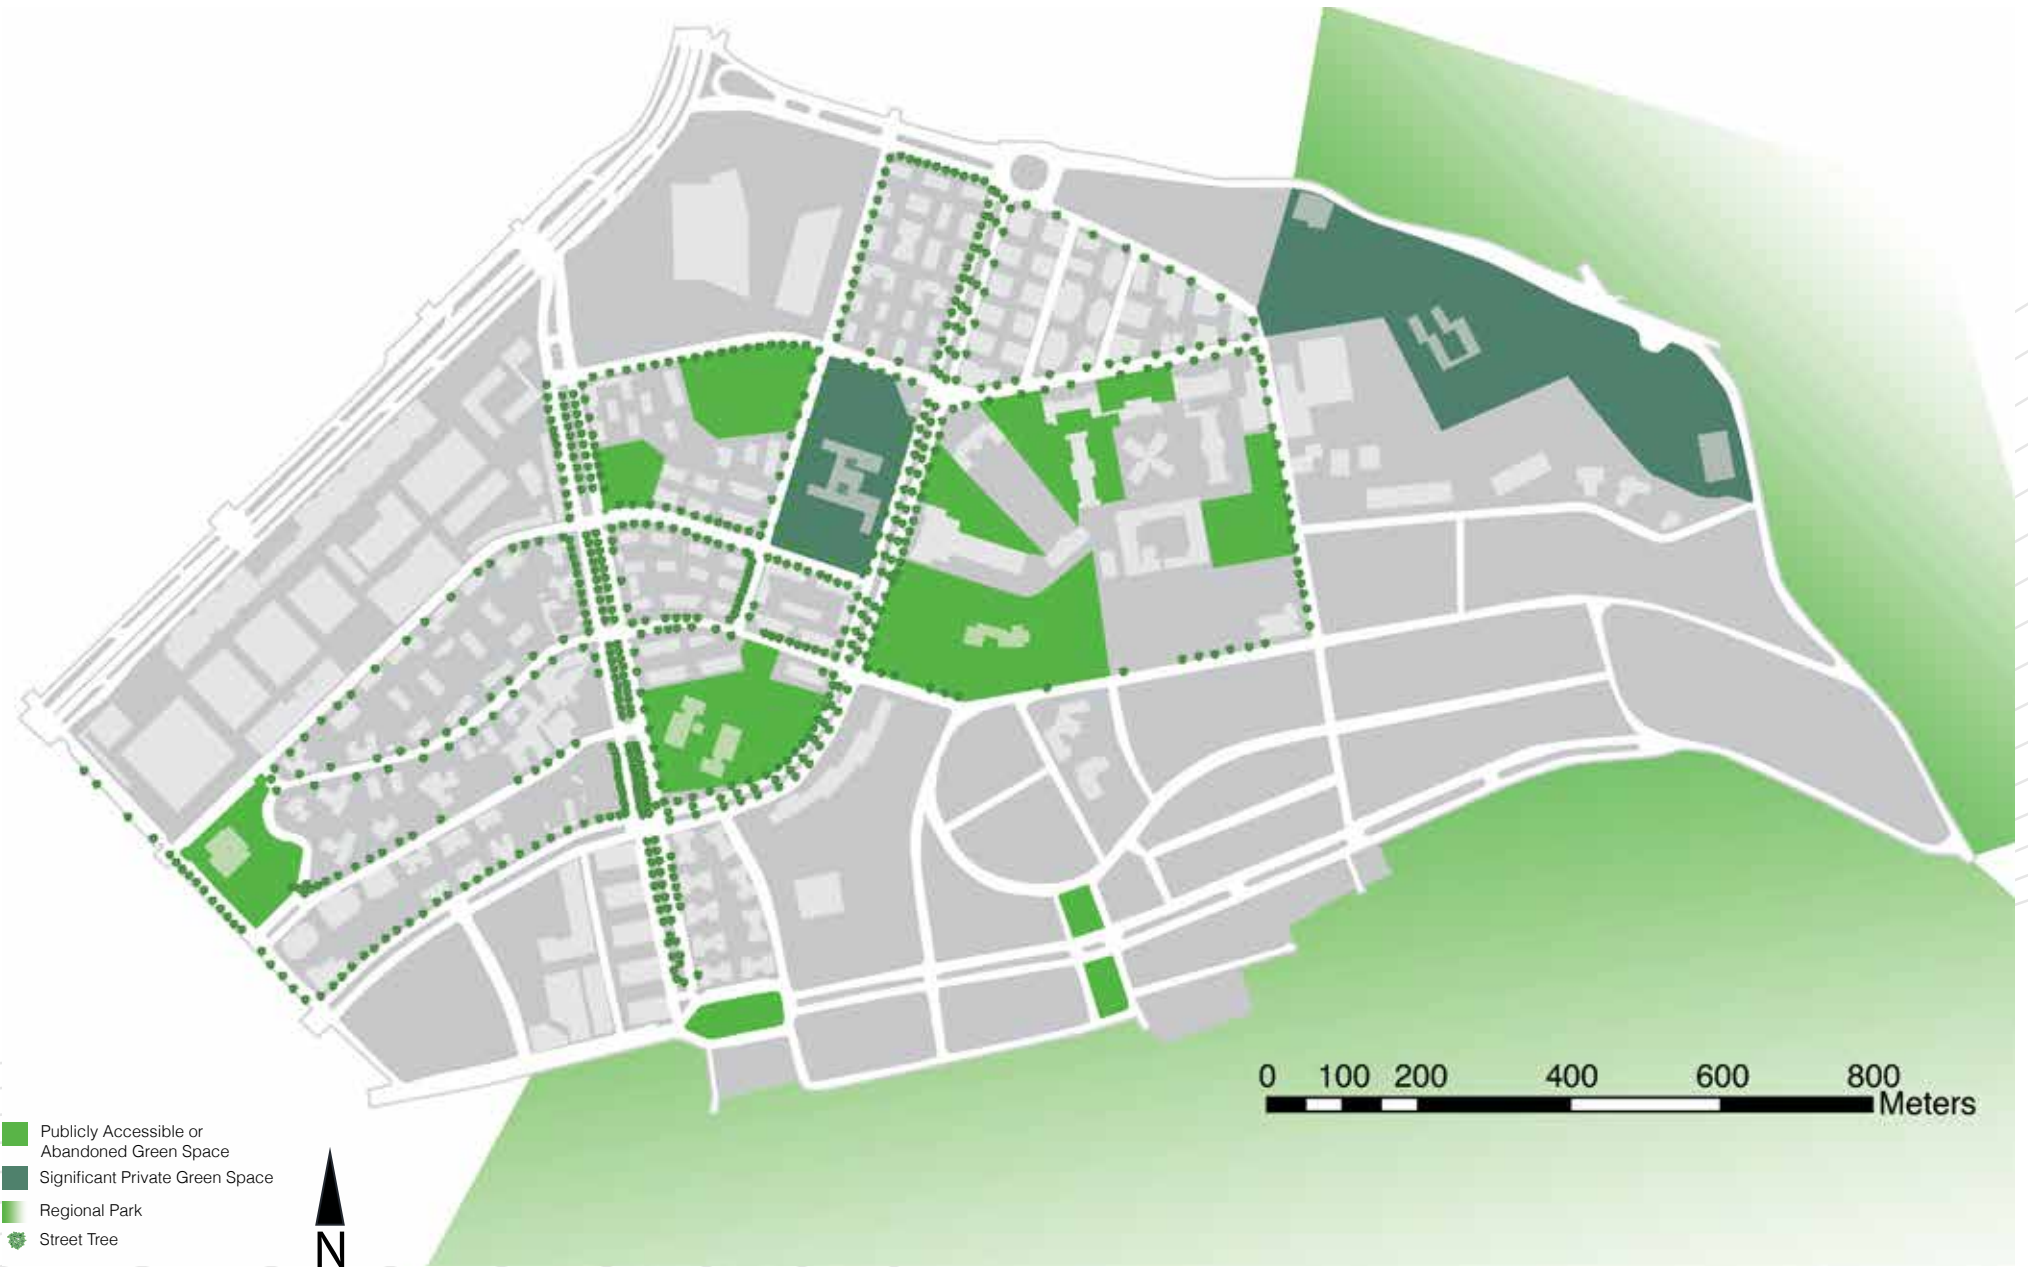 0 100 200 400 600 800
Meters
Publicly Accessible or
Abandoned Green Space
Significant Private Green Space
Regional Park
Street Tree
N